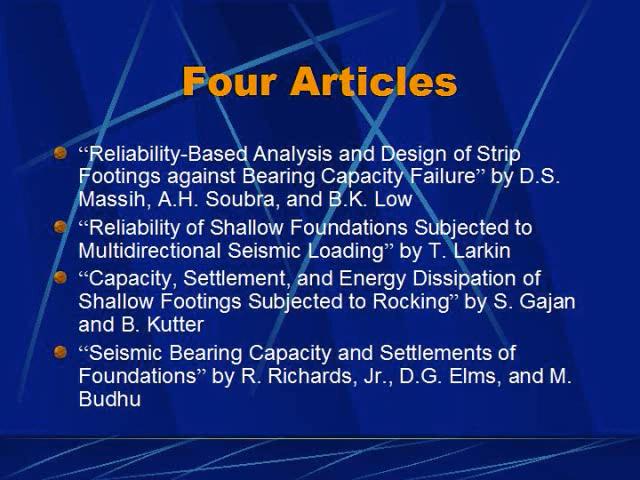 Four Articles
“Reliability-Based Analysis and Design of Strip
Footings against Bearing Capacity Failure” by D.S.
Massih, A.H. Soubra, and B.K. Low
“Reliability of Shallow Foundations Subjected to
Multidirectional Seismic Loading” by T. Larkin
“Capacity, Settlement, and Energy Dissipation of
Shallow Footings Subjected to Rocking” by S. Gajan
and B. Kutter
“Seismic Bearing Capacity and Settlements of
Foundations” by R. Richards, Jr., D.G. Elms, and M.
Budhu